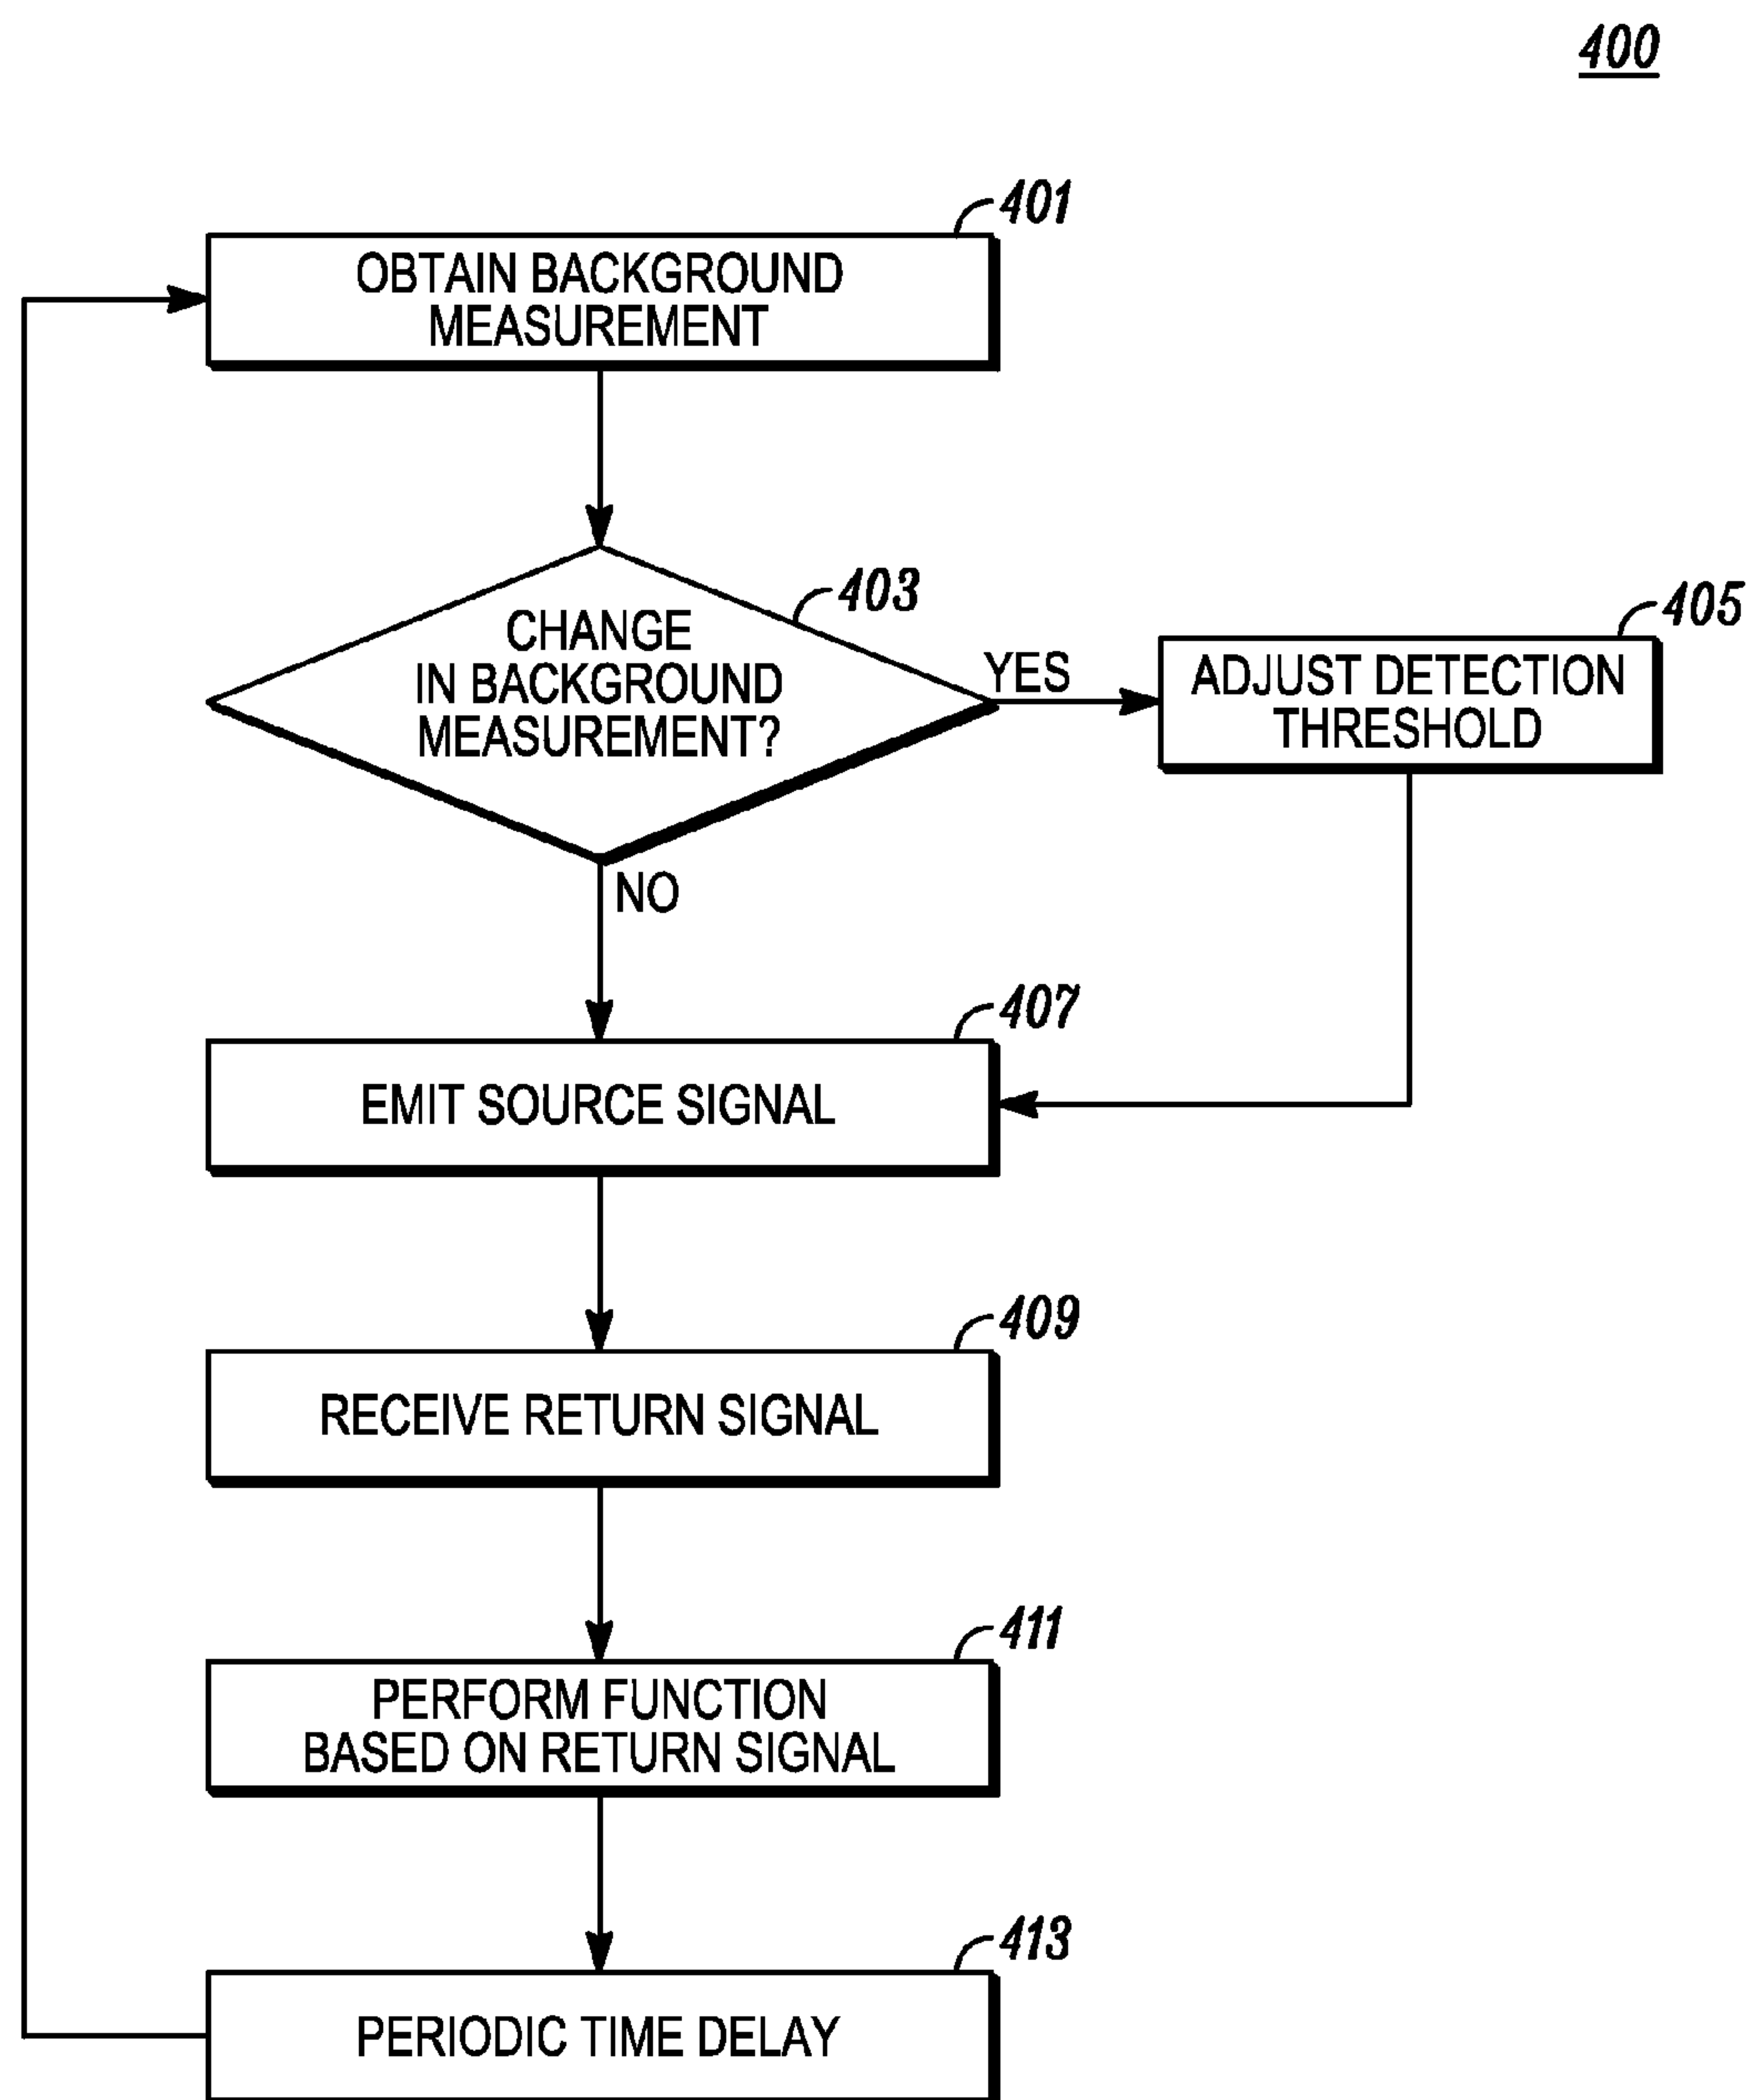 400
401
OBTAIN BACKGROUND
MEASUREMENT
403
CHANGE
IN BACKGROUND
MEASUREMENT?
YES
405
ADJUST DETECTION
THRESHOLD
NO
407
EMIT SOURCE SIGNAL
409
RECEIVE RETURN SIGNAL
411
PERFORM FUNCTION
BASED ON RETURN SIGNAL
413
PERIODIC TIME DELAY